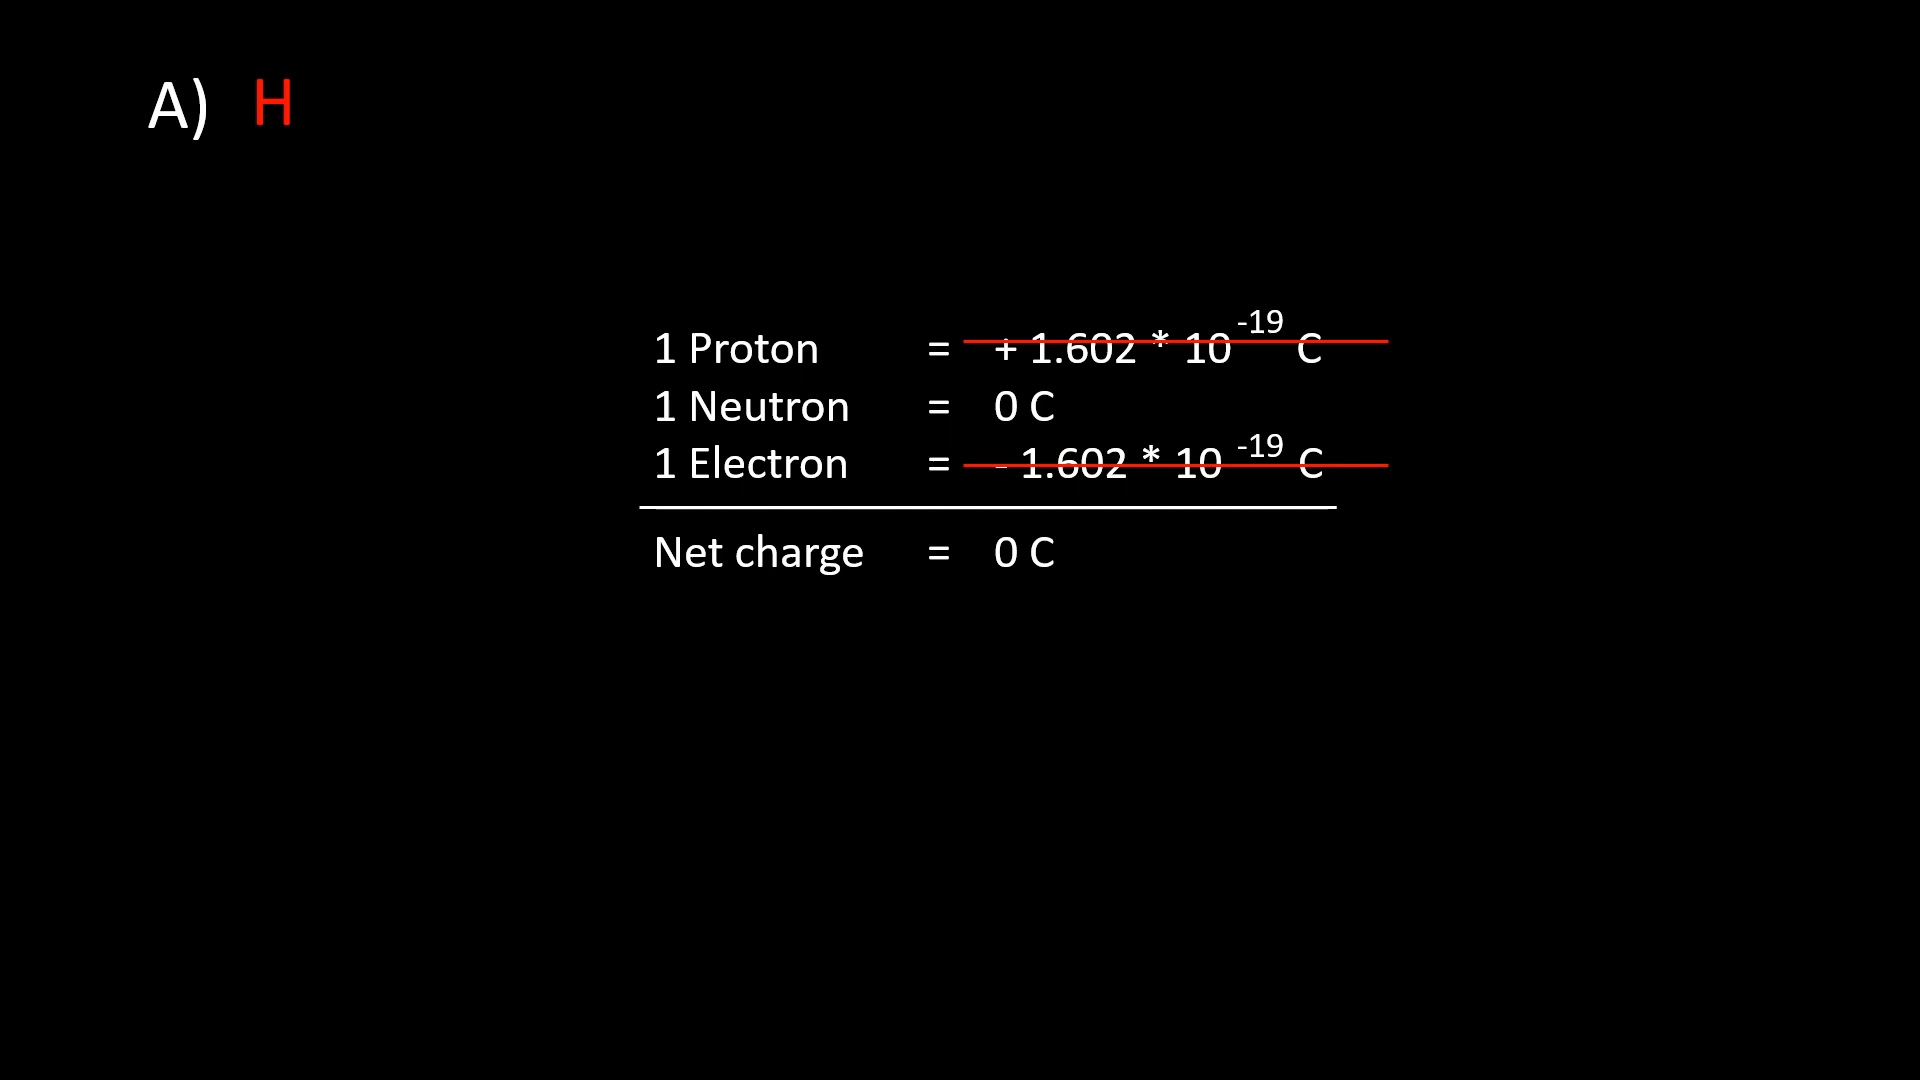 A) H
1 Proton = + 1.602 * 10 -19 C
1 Neutron = 0 C
1 Electron = - 1.602 * 10 -19 C
Net charge = 0 C